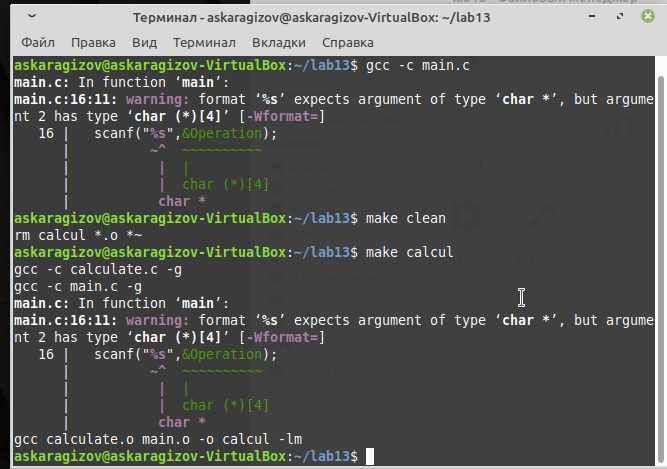 Терминал - askaragizov@askaragizov-VirtualBox: ~/lab13
Файл Правка Вид Терминал Вкладки Справка
askaragizov@askaragizov-VirtualBox:~/lab13$ gcc -c main.c
main.c: In function ‘main’:
main.c:16:11: warning: format ‘%s’ expects argument of type ‘char *’, but argume
nt 2 has type ‘char (*)[4]’ [-Wformat=]
   16 |   scanf("%s",&Operation);
      |          ~^  ~~~~~~~~~~
      |           |  |
      |           |  char (*)[4]
      |           char *
askaragizov@askaragizov-VirtualBox:~/lab13$ make clean
rm calcul *.o *~
askaragizov@askaragizov-VirtualBox:~/lab13$ make calcul
gcc -c calculate.c -g
gcc -c main.c -g
main.c: In function ‘main’:
main.c:16:11: warning: format ‘%s’ expects argument of type ‘char *’, but argume
nt 2 has type ‘char (*)[4]’ [-Wformat=]
   16 |   scanf("%s",&Operation);
      |          ~^  ~~~~~~~~~~
      |           |  |
      |           |  char (*)[4]
      |           char *
gcc calculate.o main.o -o calcul -lm
askaragizov@askaragizov-VirtualBox:~/lab13$